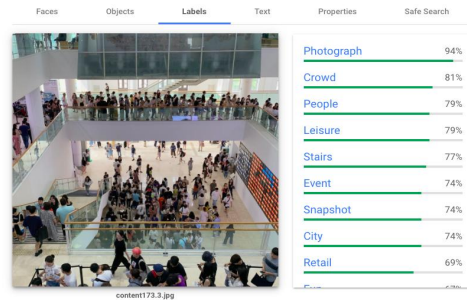 Faces Objects Labels Text Properties Safe Search
Photograph 94%
Crowd 81%
People 79%
Leisure 79%
Stairs 77%
Event 74%
Snapshot 74%
City 74%
Retail 69%
content173.3.jpg